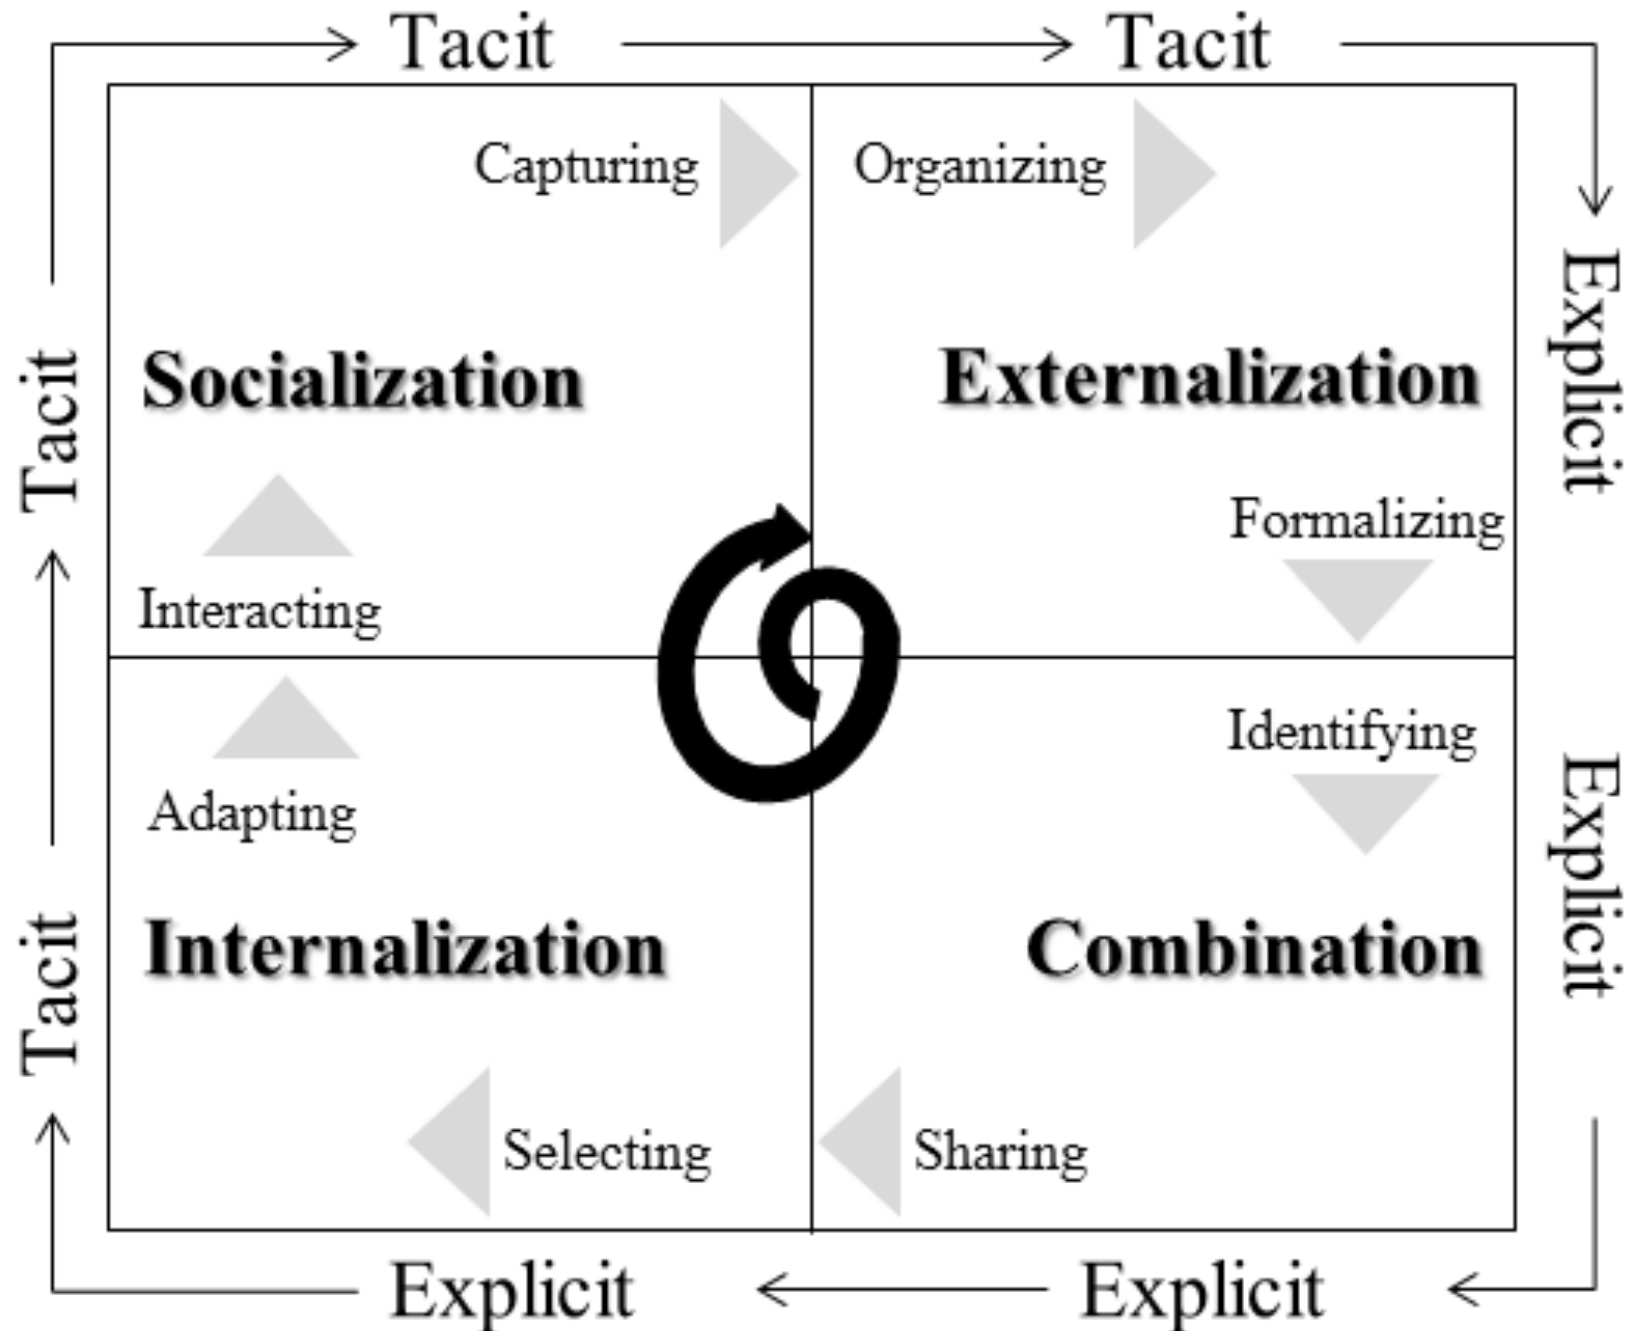 Tacit
Tacit
Capturing
Organizing
Tacit
Socialization
Externalization
Explicit
Formalizing
Interacting
Identifying
Adapting
Tacit
Internalization
Combination
Explicit
Selecting
Sharing
Explicit
Explicit